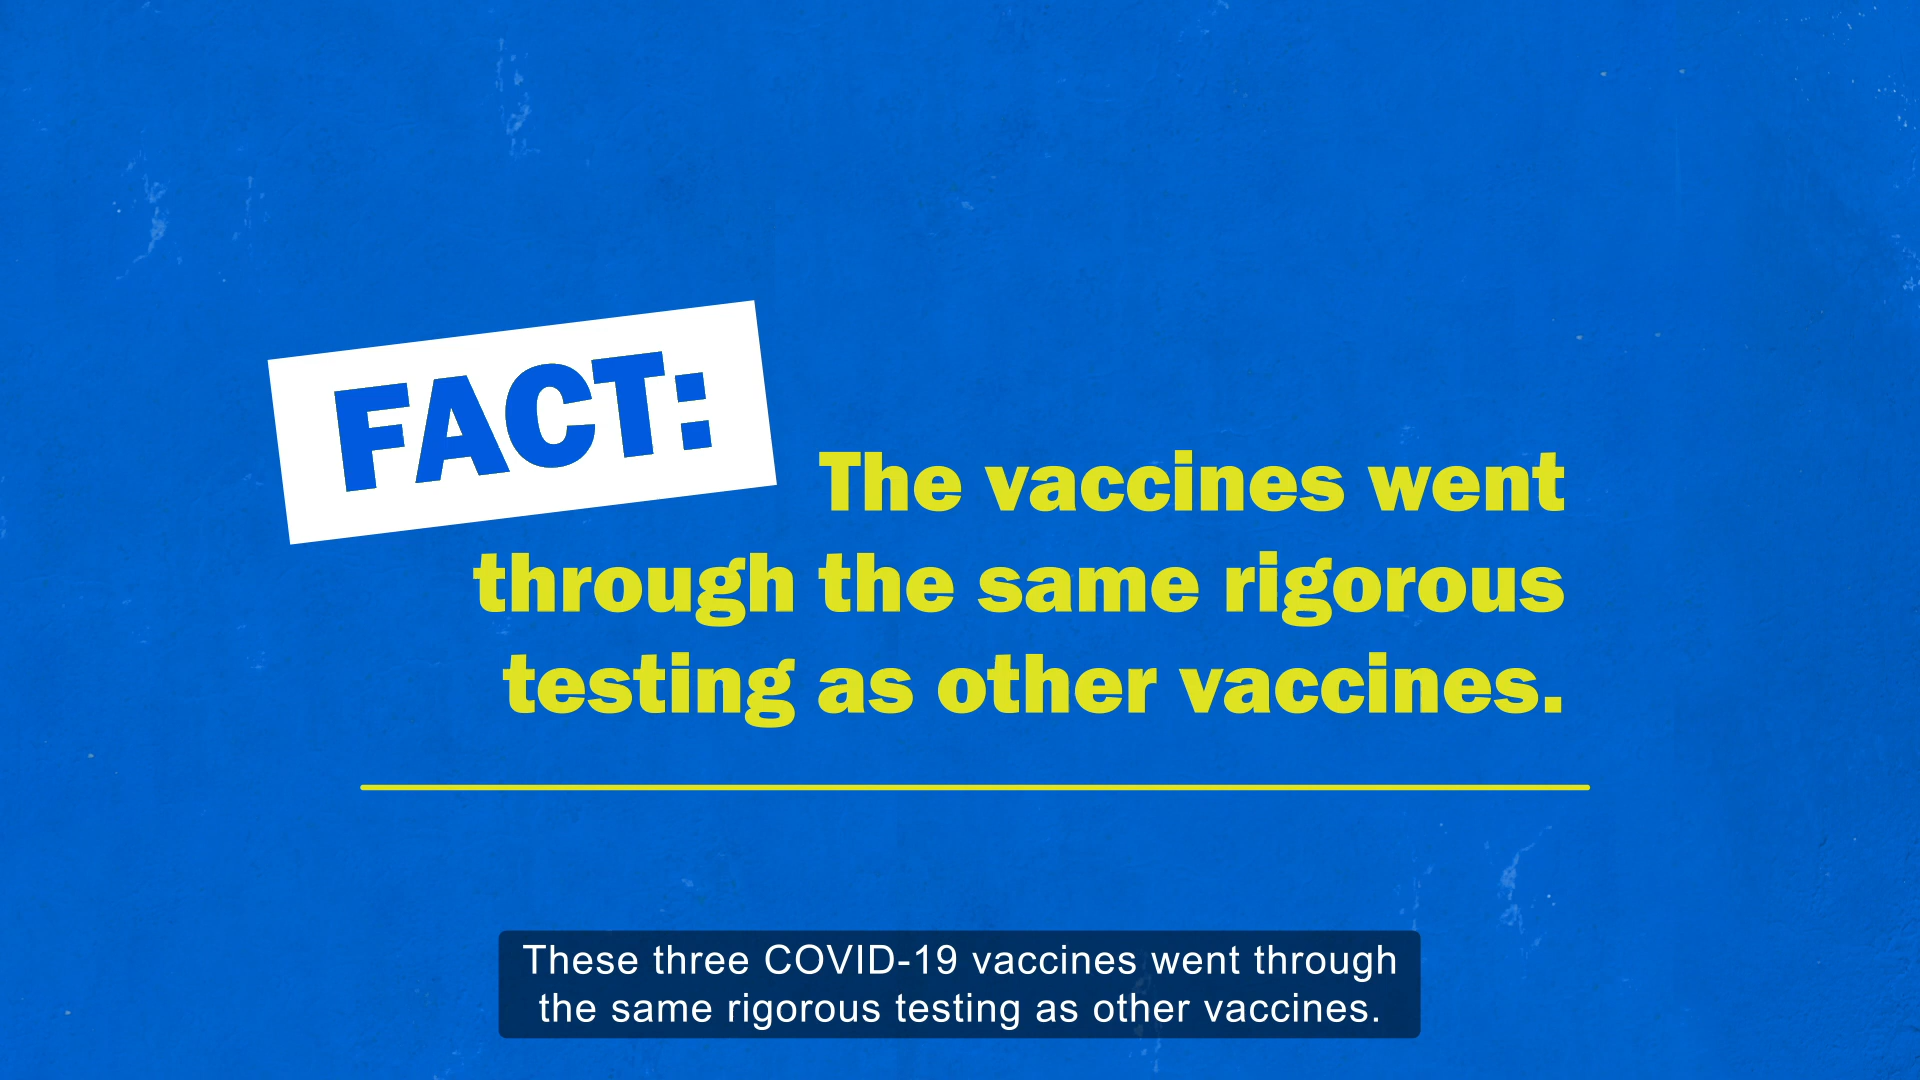 FACT:
The vaccines went
through the same rigorous
testing as other vaccines.
These three COVID-19 vaccines went through
the same rigorous testing as other vaccines.